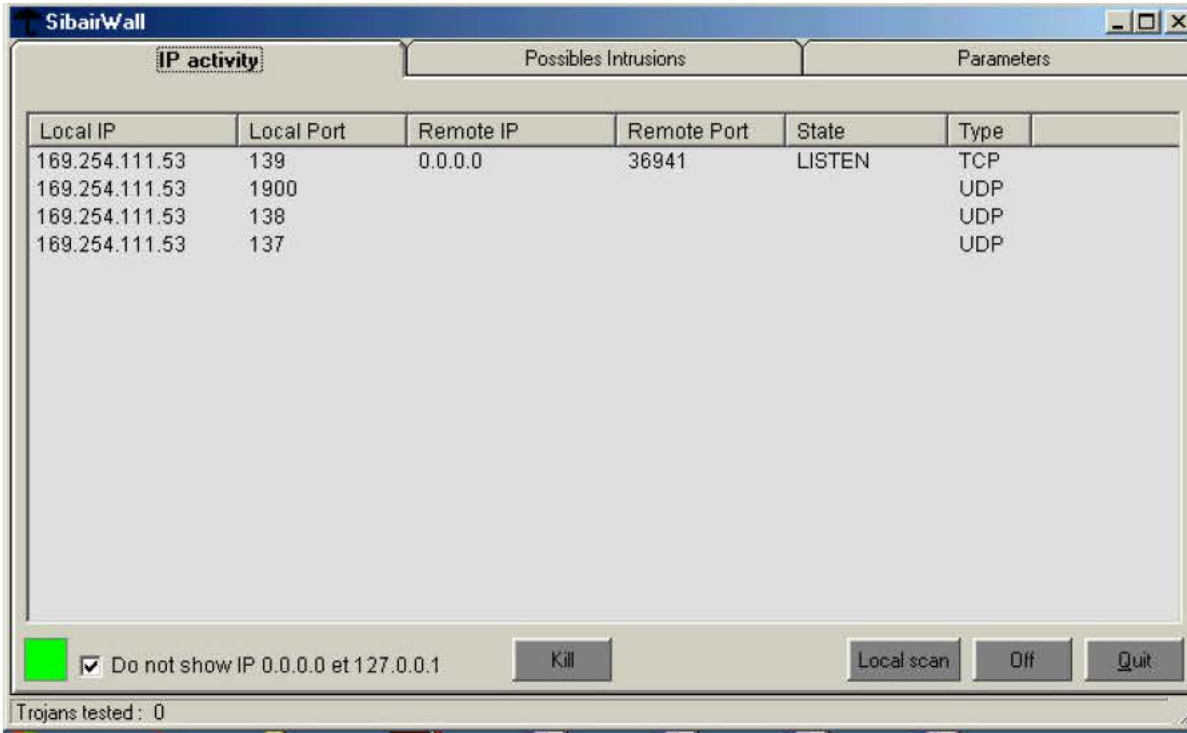 SibairWall
IP activity Possibles Intrusions Parameters
Local IP Local Port Remote IP Remote Port State Type
169.254.111.53 139 0.0.0.0 36941 LISTEN TCP
169.254.111.53 1900 UDP
169.254.111.53 138 UDP
169.254.111.53 137 UDP
Do not show IP 0.0.0.0 et 127.0.0.1 Kill Local scan Off Quit
Trojans tested : 0